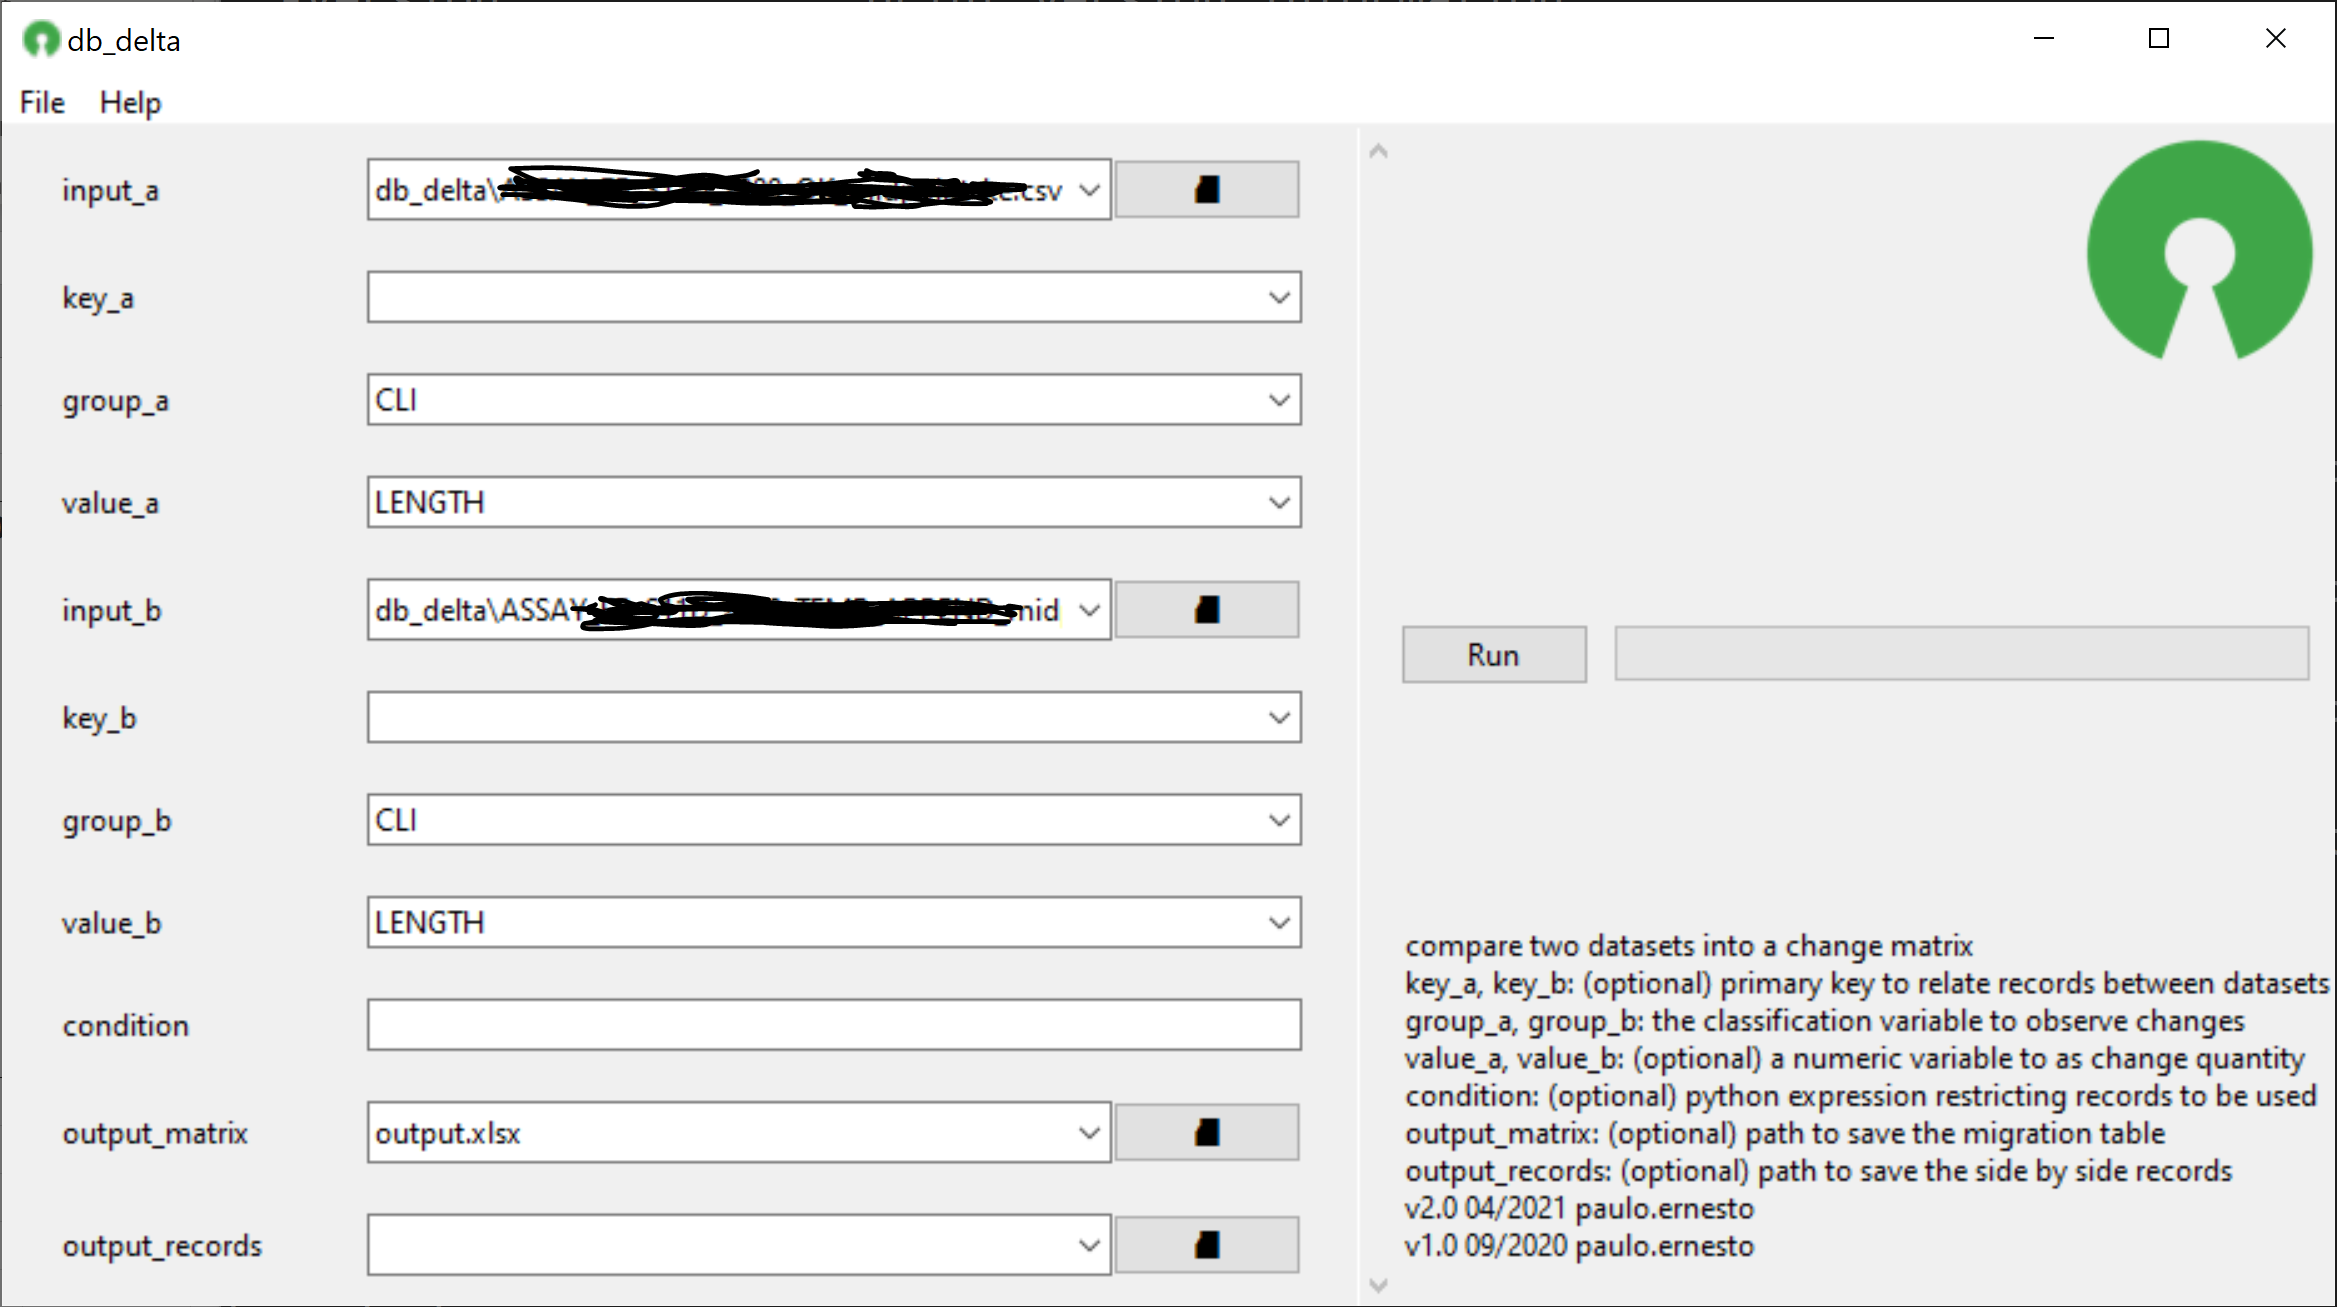 db_delta
File Help
input_a db_delta\ .csv
key_a
group_a CLI
value_a LENGTH
input_b db_delta\ASSAY mid
key_b
group_b CLI
value_b LENGTH
condition
output_matrix output.xlsx
output_records
Run
compare two datasets into a change matrix
key_a, key_b: (optional) primary key to relate records between datasets
group_a, group_b: the classification variable to observe changes
value_a, value_b: (optional) a numeric variable to as change quantity
condition: (optional) python expression restricting records to be used
output_matrix: (optional) path to save the migration table
output_records: (optional) path to save the side by side records
v2.0 04/2021 paulo.ernesto
v1.0 09/2020 paulo.ernesto